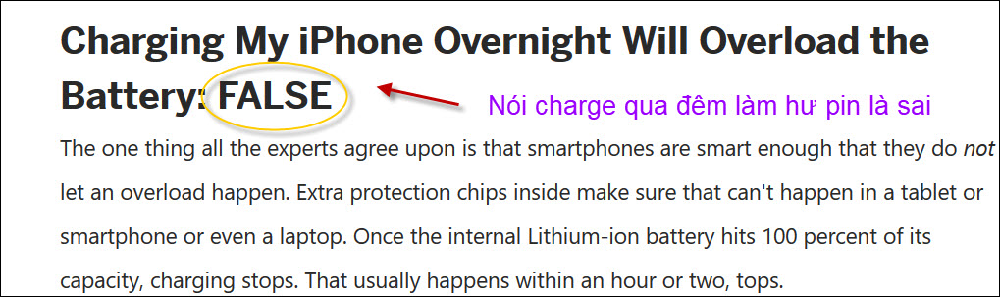 Charging My iPhone Overnight Will Overload the
Battery: FALSE
Nói charge qua đêm làm hư pin là sai
The one thing all the experts agree upon is that smartphones are smart enough that they do not
let an overload happen. Extra protection chips inside make sure that can't happen in a tablet or
smartphone or even a laptop. Once the internal Lithium-ion battery hits 100 percent of its
capacity, charging stops. That usually happens within an hour or two, tops.